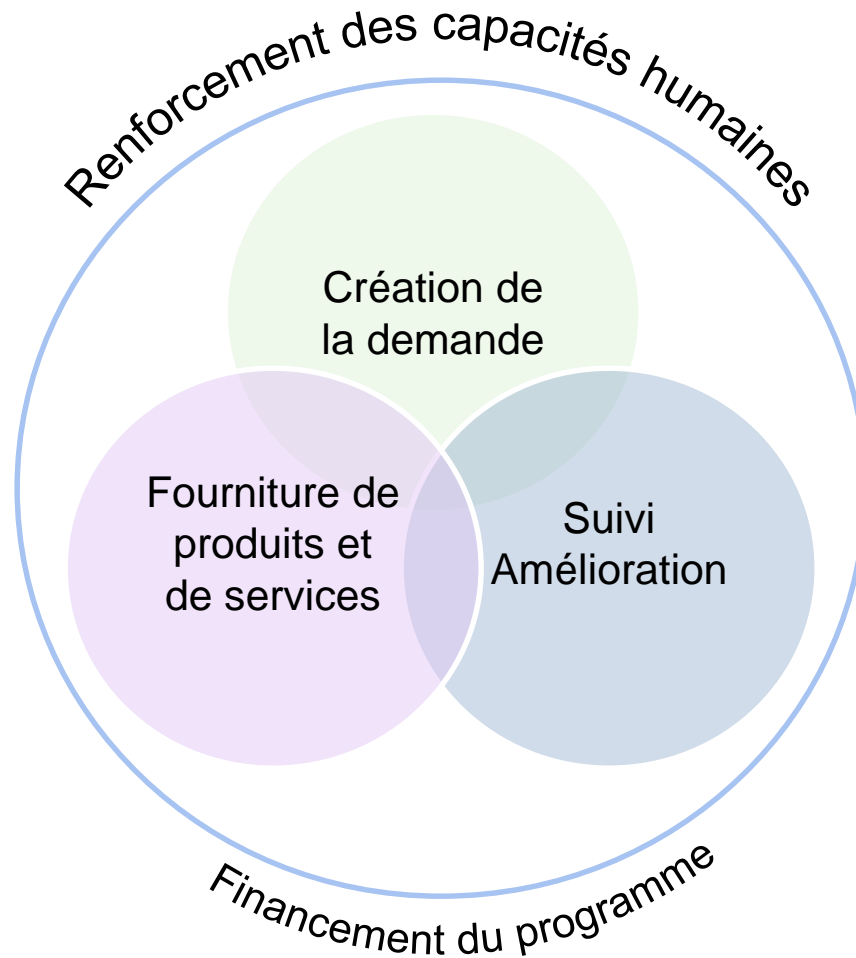 Renforcement des capacités humaines
Création de
la demande
Fourniture de
produits et
de services
Suivi
Amélioration
Financement du programme